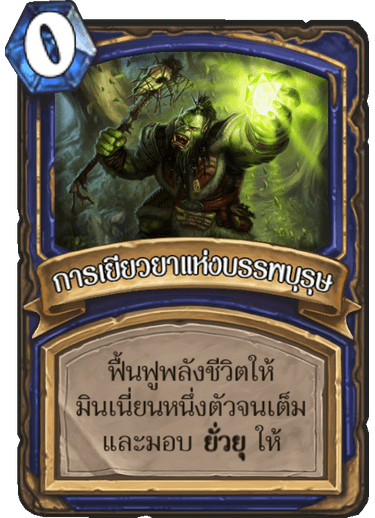 0
การเยียวยาแห่งบรรพบุรุษ
ฟื้นฟูพลังชีวิตให้
มินเนี่ยนหนึ่งตัวจนเต็ม
และมอบ ยั่วยุ ให้